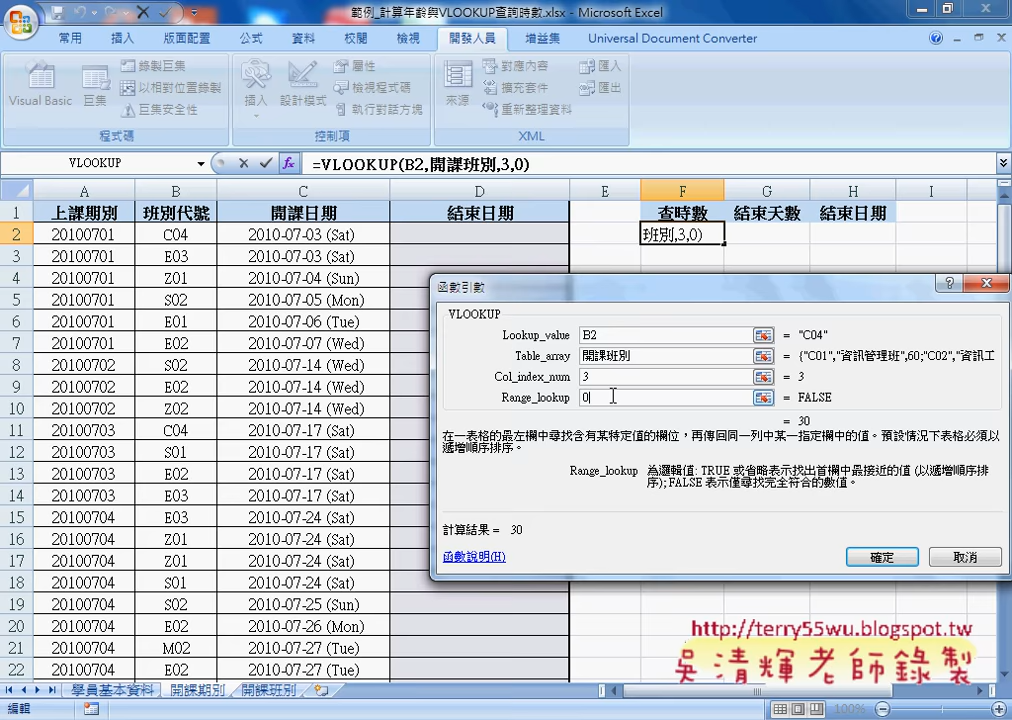 範例_計算年齡與VLOOKUP查詢時數.xlsx - Microsoft Excel
常用 插入 版面配置 公式 資料 校閱 檢視 開發人員 增益集 Universal Document Converter
Visual Basic 巨集 錄製巨集 以相對位置錄製 巨集安全性 程式碼
插入 設計模式 屬性 檢視程式碼 執行對話方塊 控制項
來源 對應內容 擴充套件 重新整理資料 匯入 匯出 XML
VLOOKUP =VLOOKUP(B2,開課班別,3,0)
A B C D E F G H I
1 上課期別 班別代號 開課日期 結束日期 查時數 結束天數 結束日期
2 20100701 C04 2010-07-03 (Sat) 班別,3,0)
3 20100701 E03 2010-07-03 (Sat)
4 20100701 Z01 2010-07-04 (Sun)
5 20100701 S02 2010-07-05 (Mon)
6 20100701 E01 2010-07-06 (Tue)
7 20100701 E02 2010-07-07 (Wed)
8 20100701 S02 2010-07-14 (Wed)
9 20100701 E02 2010-07-14 (Wed)
10 20100701 Z02 2010-07-14 (Wed)
11 20100701 C04 2010-07-17 (Sat)
12 20100701 S01 2010-07-17 (Sat)
13 20100701 E02 2010-07-17 (Sat)
14 20100701 E03 2010-07-17 (Sat)
15 20100704 E03 2010-07-24 (Sat)
16 20100704 Z01 2010-07-24 (Sat)
17 20100704 Z01 2010-07-24 (Sat)
18 20100704 S01 2010-07-24 (Sat)
19 20100704 S02 2010-07-25 (Sun)
20 20100704 E02 2010-07-26 (Mon)
21 20100704 M02 2010-07-27 (Tue)
22 20100704 E02 2010-07-27 (Tue)
函數引數
VLOOKUP
Lookup_value B2 = "C04"
Table_array 開課班別 = {"C01","資訊管理班",60;"C02","資訊工
Col_index_num 3 = 3
Range_lookup 0 = FALSE
= 30
在一表格的最左欄中尋找含有某特定值的欄位，再傳回同一列中某一指定欄中的值。預設情況下表格必須以
遞增順序排序。
Range_lookup 為邏輯值: TRUE 或省略表示找出首欄中最接近的值 (以遞增順序排
序); FALSE 表示僅尋找完全符合的數值。
計算結果 = 30
函數說明(H) 確定 取消
http://terry55wu.blogspot.tw
吳清輝老師錄製
學員基本資料 開課期別 開課班別
編輯 100%